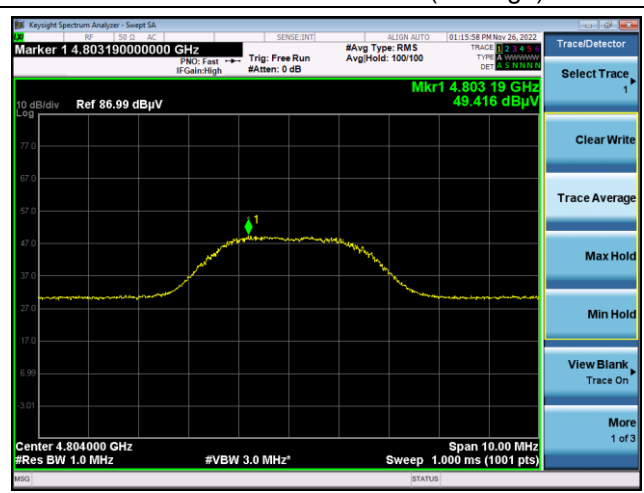 Keysight Spectrum Analyzer - Swept SA
RF 50 Ω AC SENSE:INT ALIGN AUTO 01:15:58 PM Nov 26, 2022
Marker 1 4.803190000000 GHz
PNO: Fast
IFGain:High
Trig: Free Run
#Atten: 0 dB
#Avg Type: RMS
Avg|Hold: 100/100
TRACE 1 2 3 4 5 6
TYPE A WWWWW
DET A S N N N N
Mkr1 4.803 19 GHz
49.416 dBµV
10 dB/div Ref 86.99 dBµV
Log
77.0
67.0
57.0
47.0
37.0
27.0
17.0
6.99
-3.01
1
Center 4.804000 GHz Span 10.00 MHz
#Res BW 1.0 MHz #VBW 3.0 MHz* Sweep 1.000 ms (1001 pts)
MSG STATUS
Trace/Detector
Select Trace
1
Clear Write
Trace Average
Max Hold
Min Hold
View Blank
Trace On
More
1 of 3